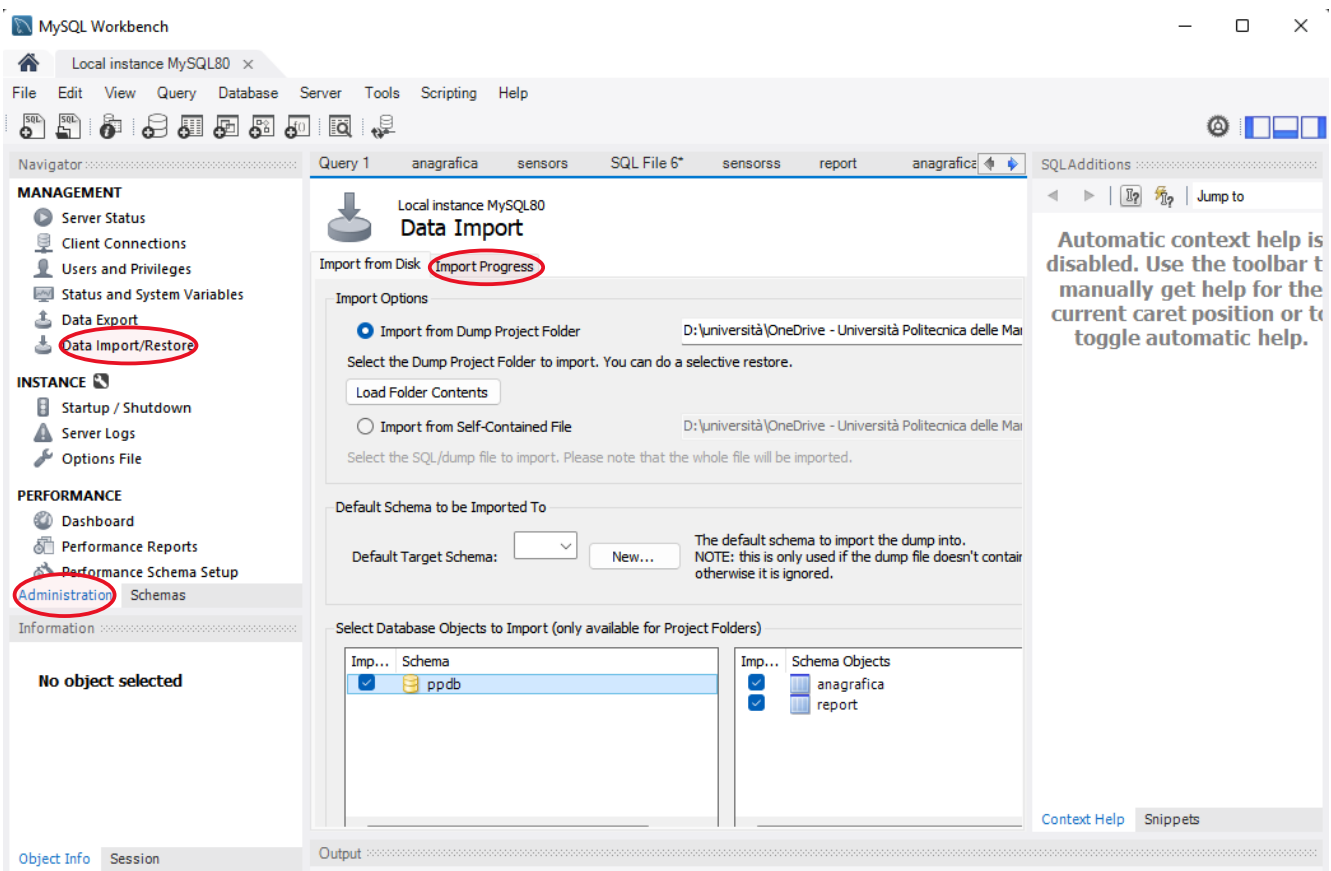 MySQL Workbench
Local instance MySQL80
File Edit View Query Database Server Tools Scripting Help
Navigator
MANAGEMENT
Server Status
Client Connections
Users and Privileges
Status and System Variables
Data Export
Data Import/Restore
INSTANCE
Startup / Shutdown
Server Logs
Options File
PERFORMANCE
Dashboard
Performance Reports
Performance Schema Setup
Administration Schemas
Information
No object selected
Object Info Session
Query 1 anagrafica sensors SQL File 6* sensorss report anagrafica
Local instance MySQL80
Data Import
Import from Disk Import Progress
Import Options
Import from Dump Project Folder D:\università\OneDrive - Università Politecnica delle Mar
Select the Dump Project Folder to import. You can do a selective restore.
Load Folder Contents
Import from Self-Contained File D:\università\OneDrive - Università Politecnica delle Mar
Select the SQL/dump file to import. Please note that the whole file will be imported.
Default Schema to be Imported To
Default Target Schema: New...
The default schema to import the dump into.
NOTE: this is only used if the dump file doesn't contain
otherwise it is ignored.
Select Database Objects to Import (only available for Project Folders)
Imp... Schema
ppdb
Imp... Schema Objects
anagrafica
report
Output
SQLAdditions
Jump to
Automatic context help is
disabled. Use the toolbar t
manually get help for the
current caret position or to
toggle automatic help.
Context Help Snippets